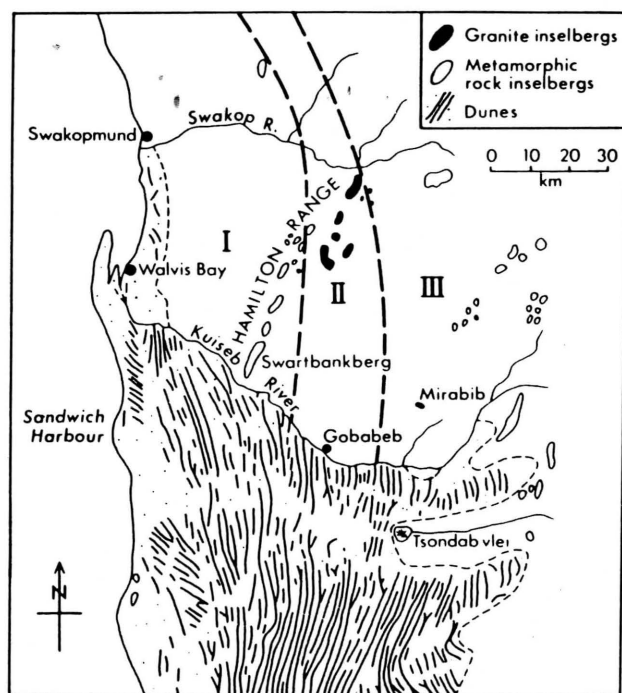 Granite inselbergs
Metamorphic
rock inselbergs
Dunes
0 10 20 30
km
Swakop R.
Swakopmund
I
HAMILTON RANGE
II
III
Walvis Bay
Kuiseb River
Swartbankberg
Mirabib
Sandwich
Harbour
Gobabeb
Tsondab vlei
N